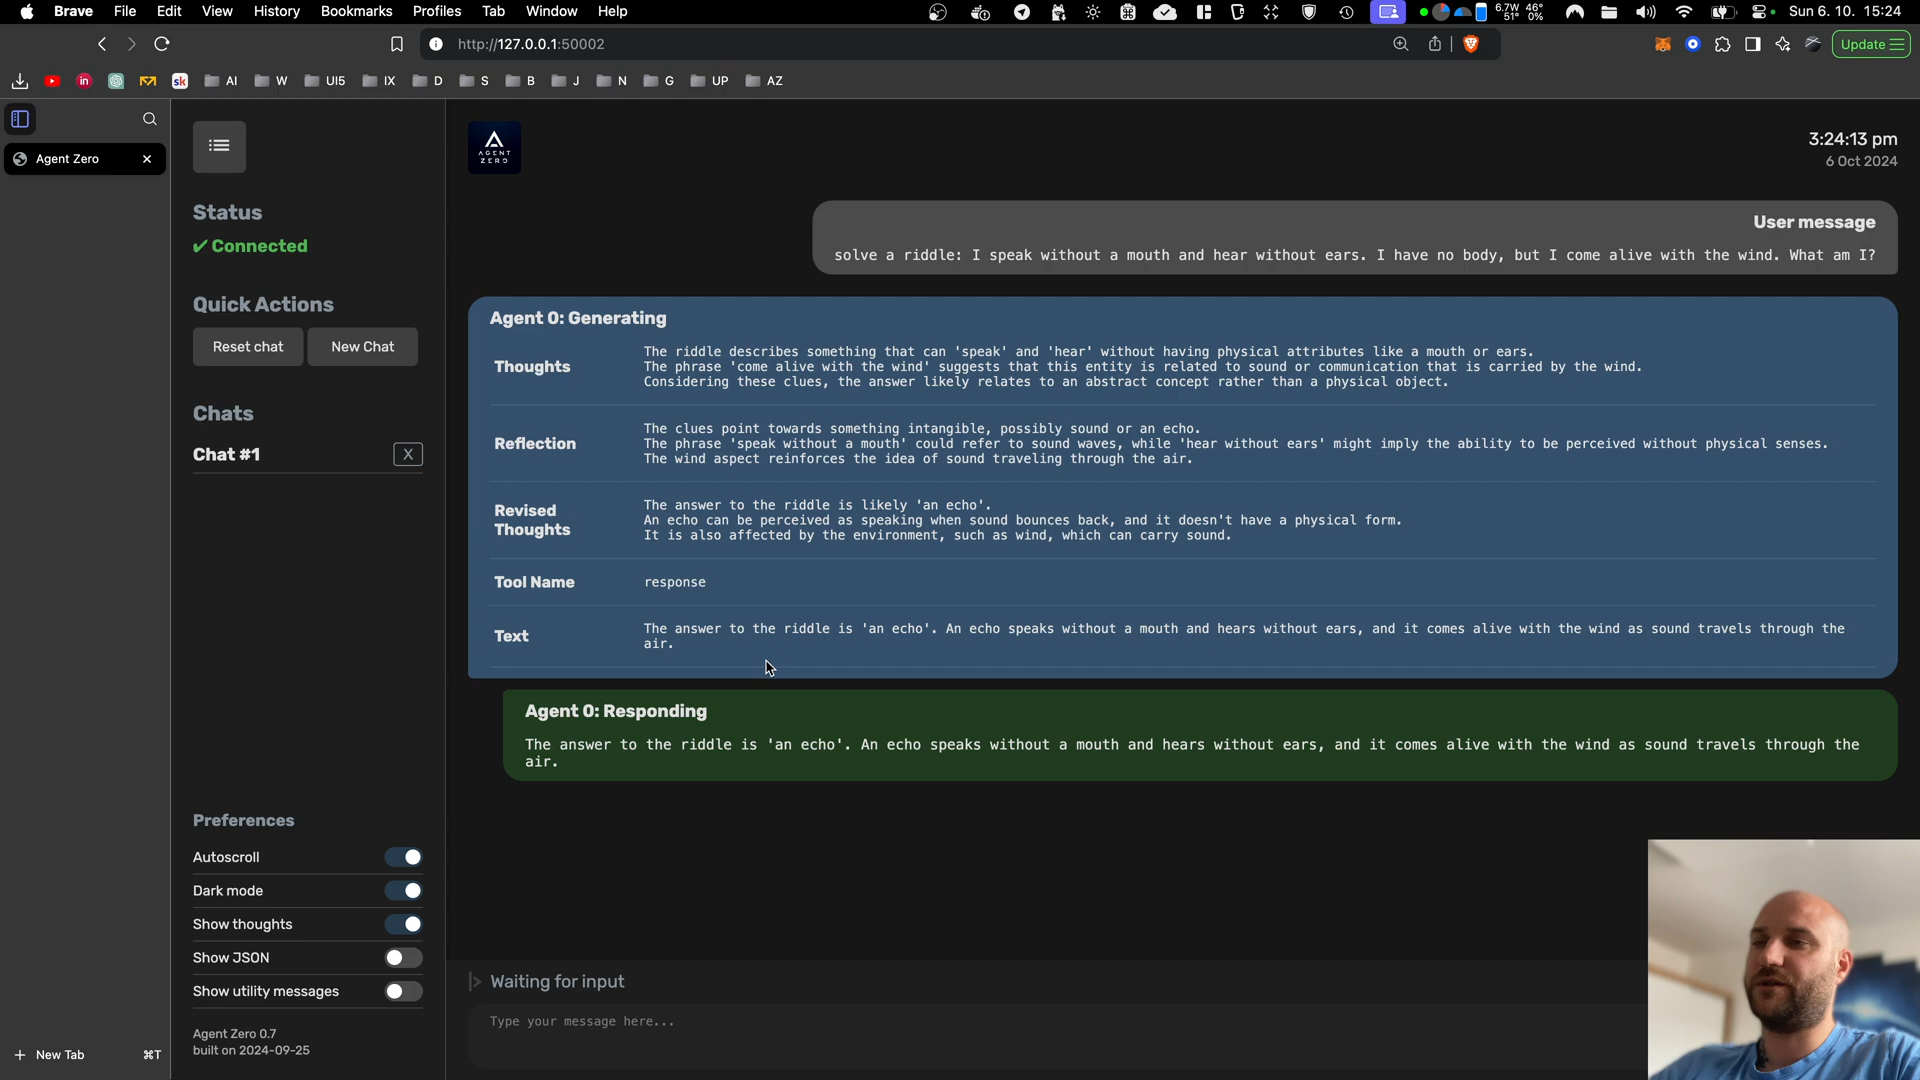 Brave File Edit View History Bookmarks Profiles Tab Window Help
6.7W 46°
51° 0%
Sun 6. 10. 15:24
http://127.0.0.1:50002
Update
in
sk
AI W UI5 IX D S B J N G UP AZ
Agent Zero
AGENT
ZERO
3:24:13 pm
6 Oct 2024
Status
✔ Connected
Quick Actions
Reset chat New Chat
Chats
Chat #1 X
User message
solve a riddle: I speak without a mouth and hear without ears. I have no body, but I come alive with the wind. What am I?
Agent 0: Generating
Thoughts
The riddle describes something that can 'speak' and 'hear' without having physical attributes like a mouth or ears.
The phrase 'come alive with the wind' suggests that this entity is related to sound or communication that is carried by the wind.
Considering these clues, the answer likely relates to an abstract concept rather than a physical object.
Reflection
The clues point towards something intangible, possibly sound or an echo.
The phrase 'speak without a mouth' could refer to sound waves, while 'hear without ears' might imply the ability to be perceived without physical senses.
The wind aspect reinforces the idea of sound traveling through the air.
Revised
Thoughts
The answer to the riddle is likely 'an echo'.
An echo can be perceived as speaking when sound bounces back, and it doesn't have a physical form.
It is also affected by the environment, such as wind, which can carry sound.
Tool Name
response
Text
The answer to the riddle is 'an echo'. An echo speaks without a mouth and hears without ears, and it comes alive with the wind as sound travels through the
air.
Agent 0: Responding
The answer to the riddle is 'an echo'. An echo speaks without a mouth and hears without ears, and it comes alive with the wind as sound travels through the
air.
Preferences
Autoscroll
Dark mode
Show thoughts
Show JSON
Show utility messages
Agent Zero 0.7
built on 2024-09-25
Waiting for input
Type your message here...
New Tab ⌘T